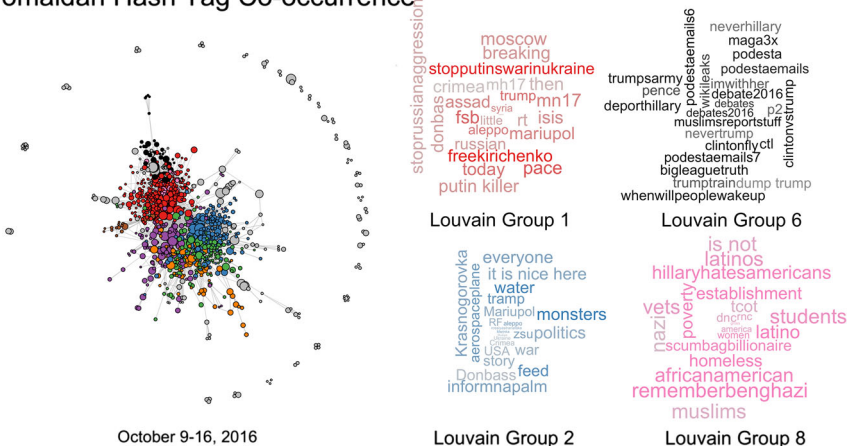 omaidan Hash Tag Co-occurrence
October 9-16, 2016
stoprussianaggression
moscow
breaking
stopputinswarinukraine
crimea mh17 then
donbas
assad
trump
mn17
syria
fsb little rt isis
aleppo mariupol
russian
freekirichenko
today pace
putin killer
Louvain Group 1
podestaemails6
neverhillary
maga3x
podesta
wikileaks
podestaemails
trumpsarmy
imwithher
pence
debate2016
deporthillary
debates
p2
debates2016
clintonvstrump
muslimsreportstuff
nevertrump
clintonfly ctl
podestaemails7
bigleaguetruth
trumptrain dump trump
whenwillpeoplewakeup
Louvain Group 6
Krasnogorovka
aerospaceplane
everyone
it is nice here
water
tramp
Mariupol monsters
RF aleppo
zsu politics
Crimea
USA war
story
Donbass feed
informnapalm
Louvain Group 2
is not
latinos
hillaryhatesamericans
poverty
establishment
vets
tcot
nazi
dnc rnc
students
america
women latino
scumbagbillionaire
homeless
africanamerican
rememberbenghazi
muslims
Louvain Group 8